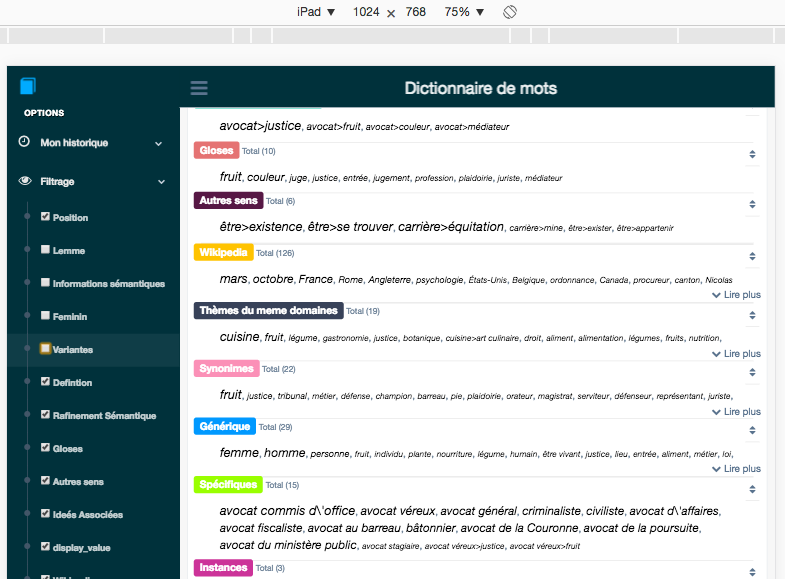 iPad ▼ 1024 × 768 75% ▼
Dictionnaire de mots
OPTIONS
Mon historique
Filtrage
Position
Lemme
Informations sémantiques
Feminin
Variantes
Defintion
Rafinement Sémantique
Gloses
Autres sens
Ideés Associées
display_value
avocat>justice, avocat>fruit, avocat>couleur, avocat>médiateur
Gloses Total (10)
fruit, couleur, juge, justice, entrée, jugement, profession, plaidoirie, juriste, médiateur
Autres sens Total (6)
être>existence, être>se trouver, carrière>équitation, carrière>mine, être>exister, être>appartenir
Wikipedia Total (126)
mars, octobre, France, Rome, Angleterre, psychologie, États-Unis, Belgique, ordonnance, Canada, procureur, canton, Nicolas
Lire plus
Thèmes du meme domaines Total (19)
cuisine, fruit, légume, gastronomie, justice, botanique, cuisine>art culinaire, droit, aliment, alimentation, légumes, fruits, nutrition,
Lire plus
Synonimes Total (22)
fruit, justice, tribunal, métier, défense, champion, barreau, pie, plaidoirie, orateur, magistrat, serviteur, défenseur, représentant, juriste,
Lire plus
Générique Total (29)
femme, homme, personne, fruit, individu, plante, nourriture, légume, humain, être vivant, justice, lieu, entrée, aliment, métier, loi,
Lire plus
Spécifiques Total (15)
avocat commis d\'office, avocat véreux, avocat général, criminaliste, civiliste, avocat d\'affaires,
avocat fiscaliste, avocat au barreau, bâtonnier, avocat de la Couronne, avocat de la poursuite,
avocat du ministère public, avocat stagiaire, avocat véreux>justice, avocat véreux>fruit
Instances Total (3)